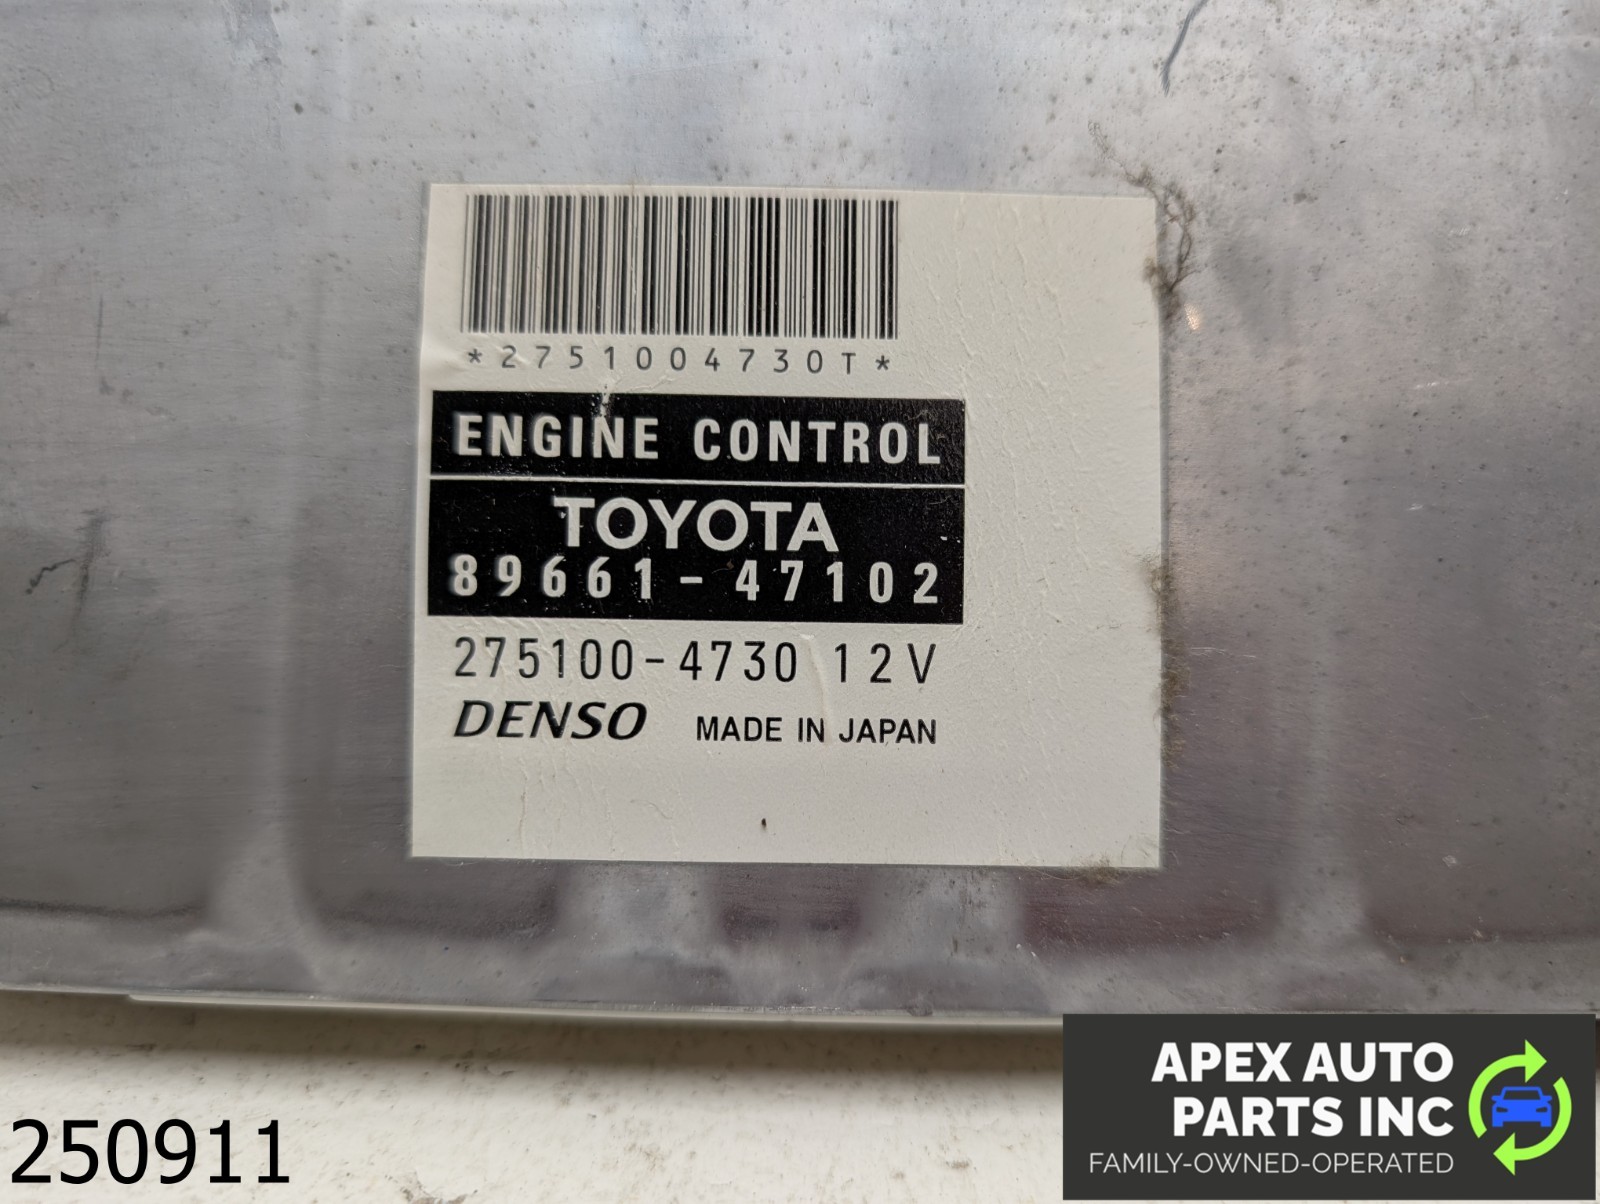 *2751004730T*
ENGINE CONTROL
TOYOTA
89661-47102
275100-4730 12V
DENSO MADE IN JAPAN
250911
APEX AUTO
PARTS INC
FAMILY-OWNED-OPERATED